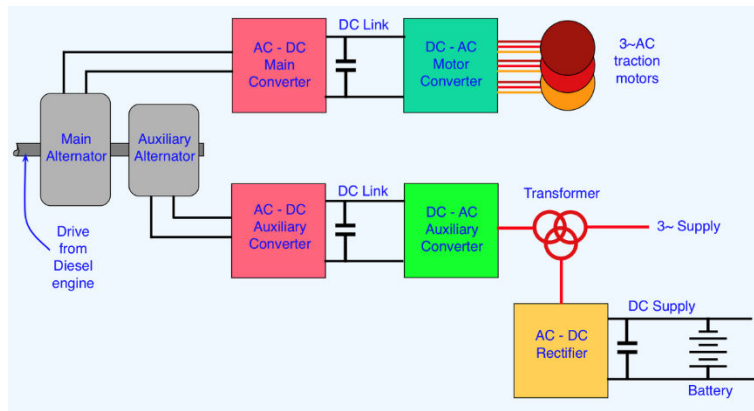 AC - DC
Main
Converter
DC Link
DC - AC
Motor
Converter
3~AC
traction
motors
Main
Alternator
Auxiliary
Alternator
Drive
from
Diesel
engine
AC - DC
Auxiliary
Converter
DC Link
DC - AC
Auxiliary
Converter
Transformer
3~ Supply
AC - DC
Rectifier
DC Supply
Battery